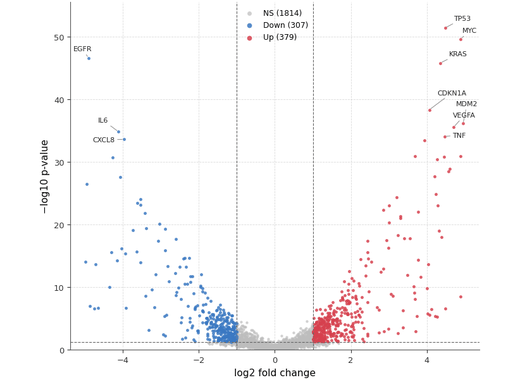 NS (1814)
Down (307)
Up (379)
TP53
MYC
EGFR
KRAS
CDKN1A
MDM2
VEGFA
IL6
TNF
CXCL8
−log10 p-value
50
40
30
20
10
0
−4
−2
0
2
4
log2 fold change